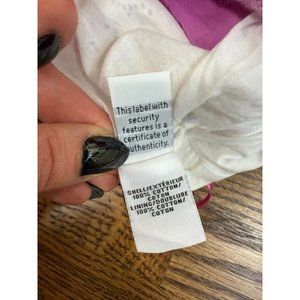 This label with
security
features is a
certificate of
authenticity.
SHELL/EXTÉRIEUR
100% COTTON/
COTON
LINING/DOUBLURE
100% COTTON/
COTON